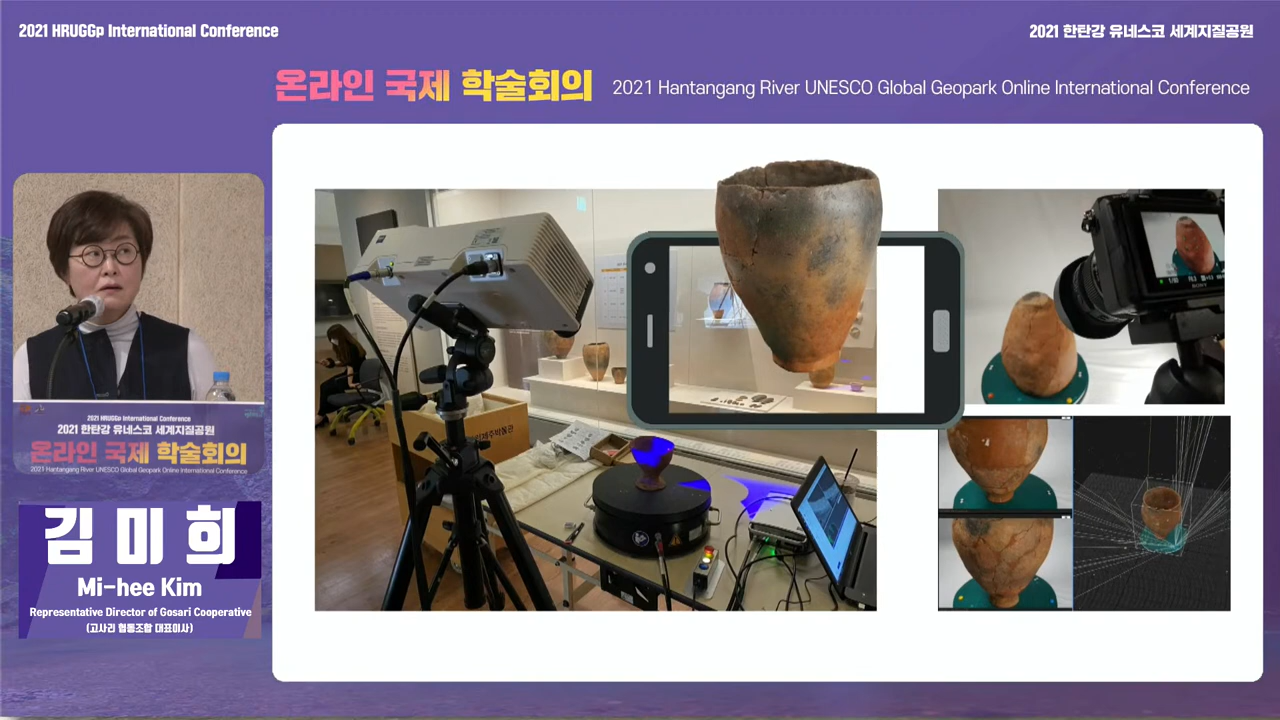 2021 HRUGGp International Conference
2021 한탄강 유네스코 세계지질공원
온라인 국제 학술회의
2021 Hantangang River UNESCO Global Geopark Online International Conference
2021 HRUGGp International Conference
2021 한탄강 유네스코 세계지질공원
온라인 국제 학술회의
2021 Hantangang River UNESCO Global Geopark Online International Conference
김미희
Mi-hee Kim
Representative Director of Gosari Cooperative
(고사리 협동조합 대표이사)
SONY